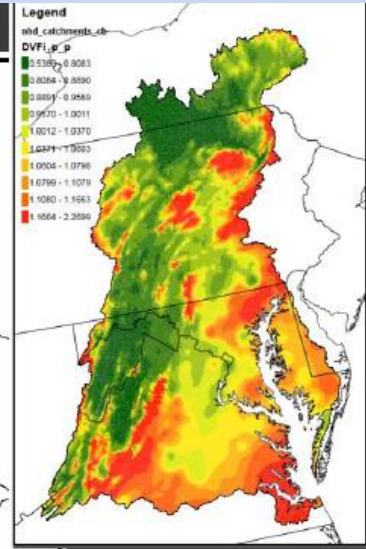 Legend
nhd_catchments_cb
DVFi_p_p
0.5380 - 0.8083
0.8084 - 0.8890
0.8891 - 0.9569
0.9570 - 1.0011
1.0012 - 1.0370
1.0371 - 1.0603
1.0604 - 1.0798
1.0799 - 1.1079
1.1080 - 1.1663
1.1664 - 2.2699